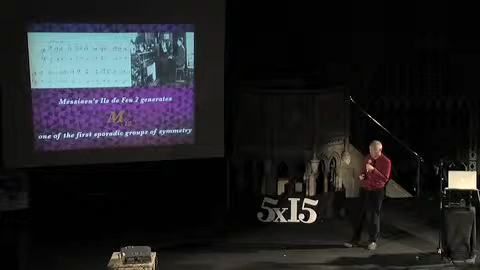 Messiaen's Ile de Feu 2 generates
M12
one of the first sporadic groups of symmetry
5x15